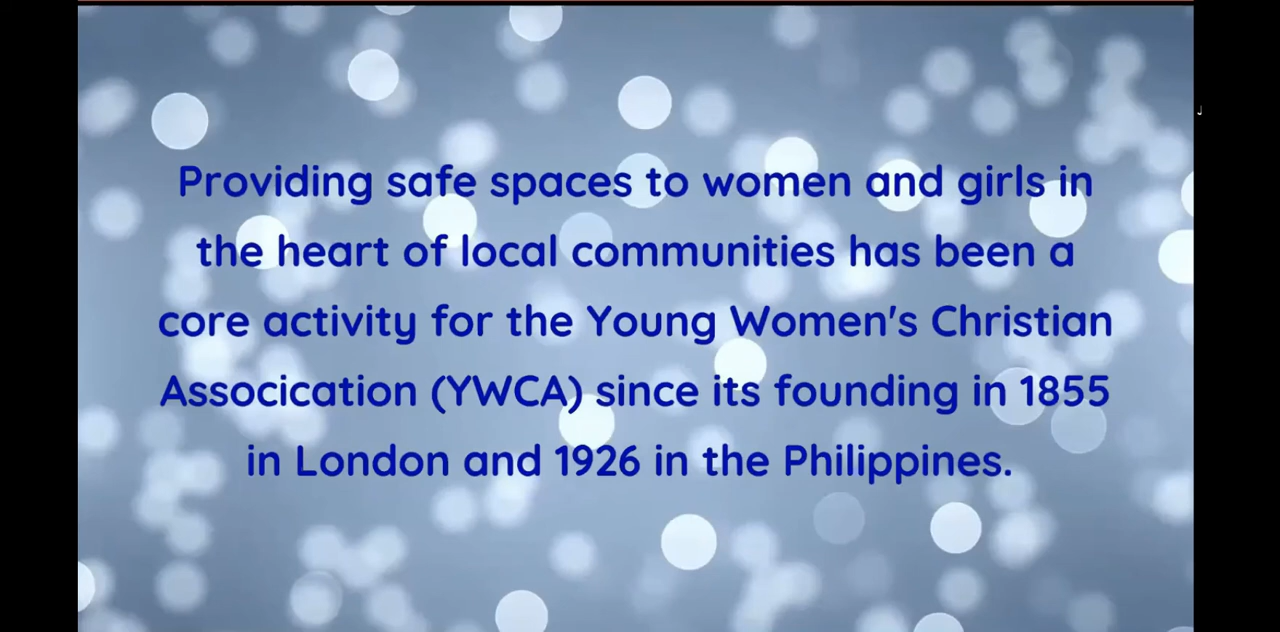 Providing safe spaces to women and girls in
the heart of local communities has been a
core activity for the Young Women's Christian
Assocication (YWCA) since its founding in 1855
in London and 1926 in the Philippines.